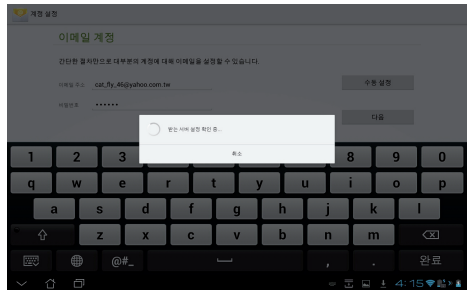 계정 설정
이메일 계정
간단한 절차만으로 대부분의 계정에 대해 이메일을 설정할 수 있습니다.
이메일 주소 cat_fly_46@yahoo.com.tw 수동 설정
비밀번호 •••••• 다음
받는 서버 설정 확인 중...
취소
1 2 3 8 9 0
q w e r t y u i o p
a s d f g h j k l
z x c v b n m
@#_ , . 완료
4:15